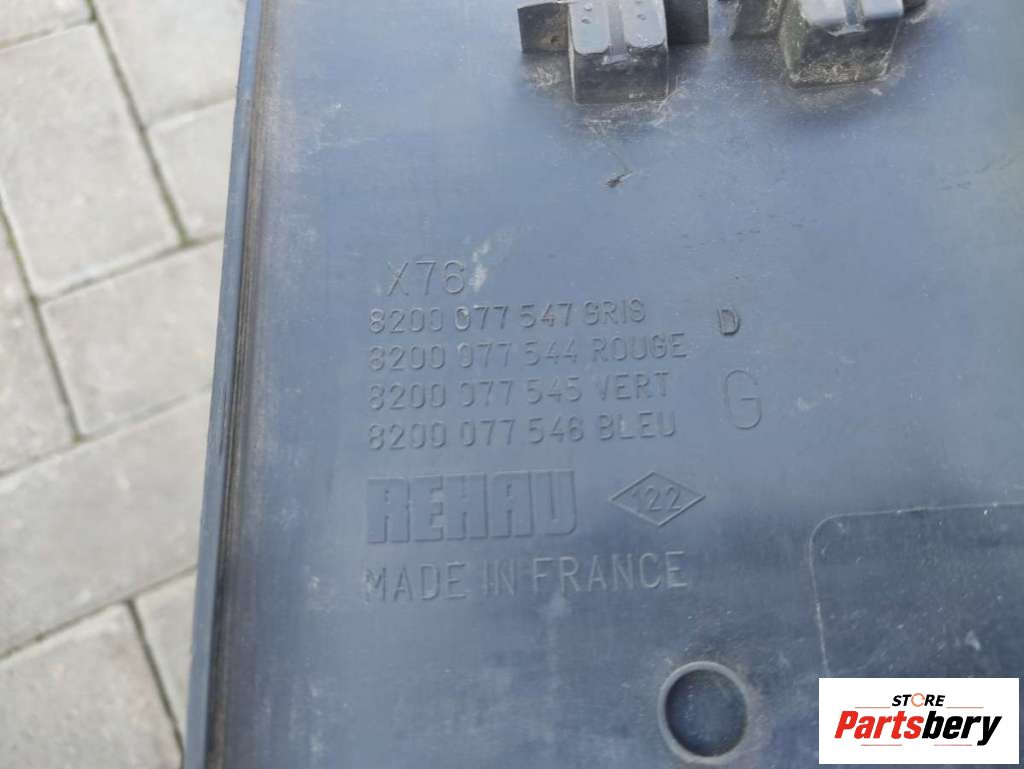 X76
8200 077 547 GRIS
D
8200 077 544 ROUGE
8200 077 545 VERT
G
8200 077 546 BLEU
REHAU
122
MADE IN FRANCE
STORE
Partsbery